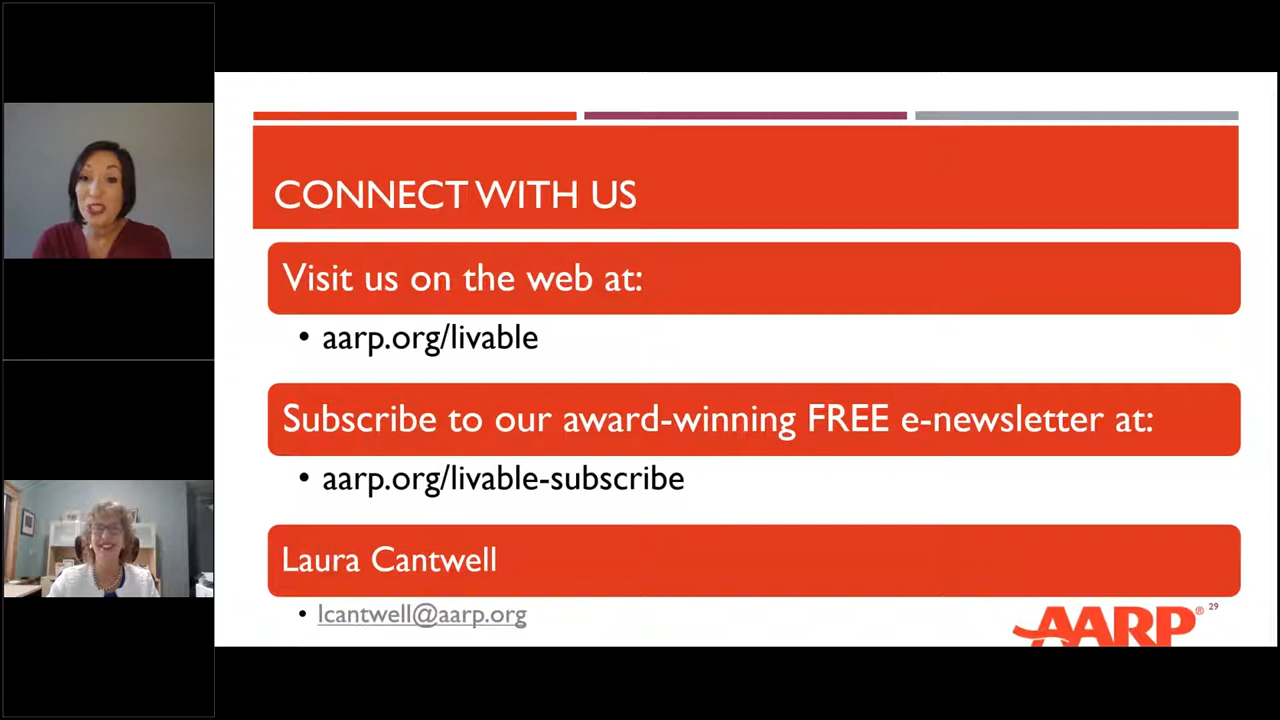 CONNECT WITH US
Visit us on the web at:
• aarp.org/livable
Subscribe to our award-winning FREE e-newsletter at:
• aarp.org/livable-subscribe
Laura Cantwell
• lcantwell@aarp.org
AARP® 29